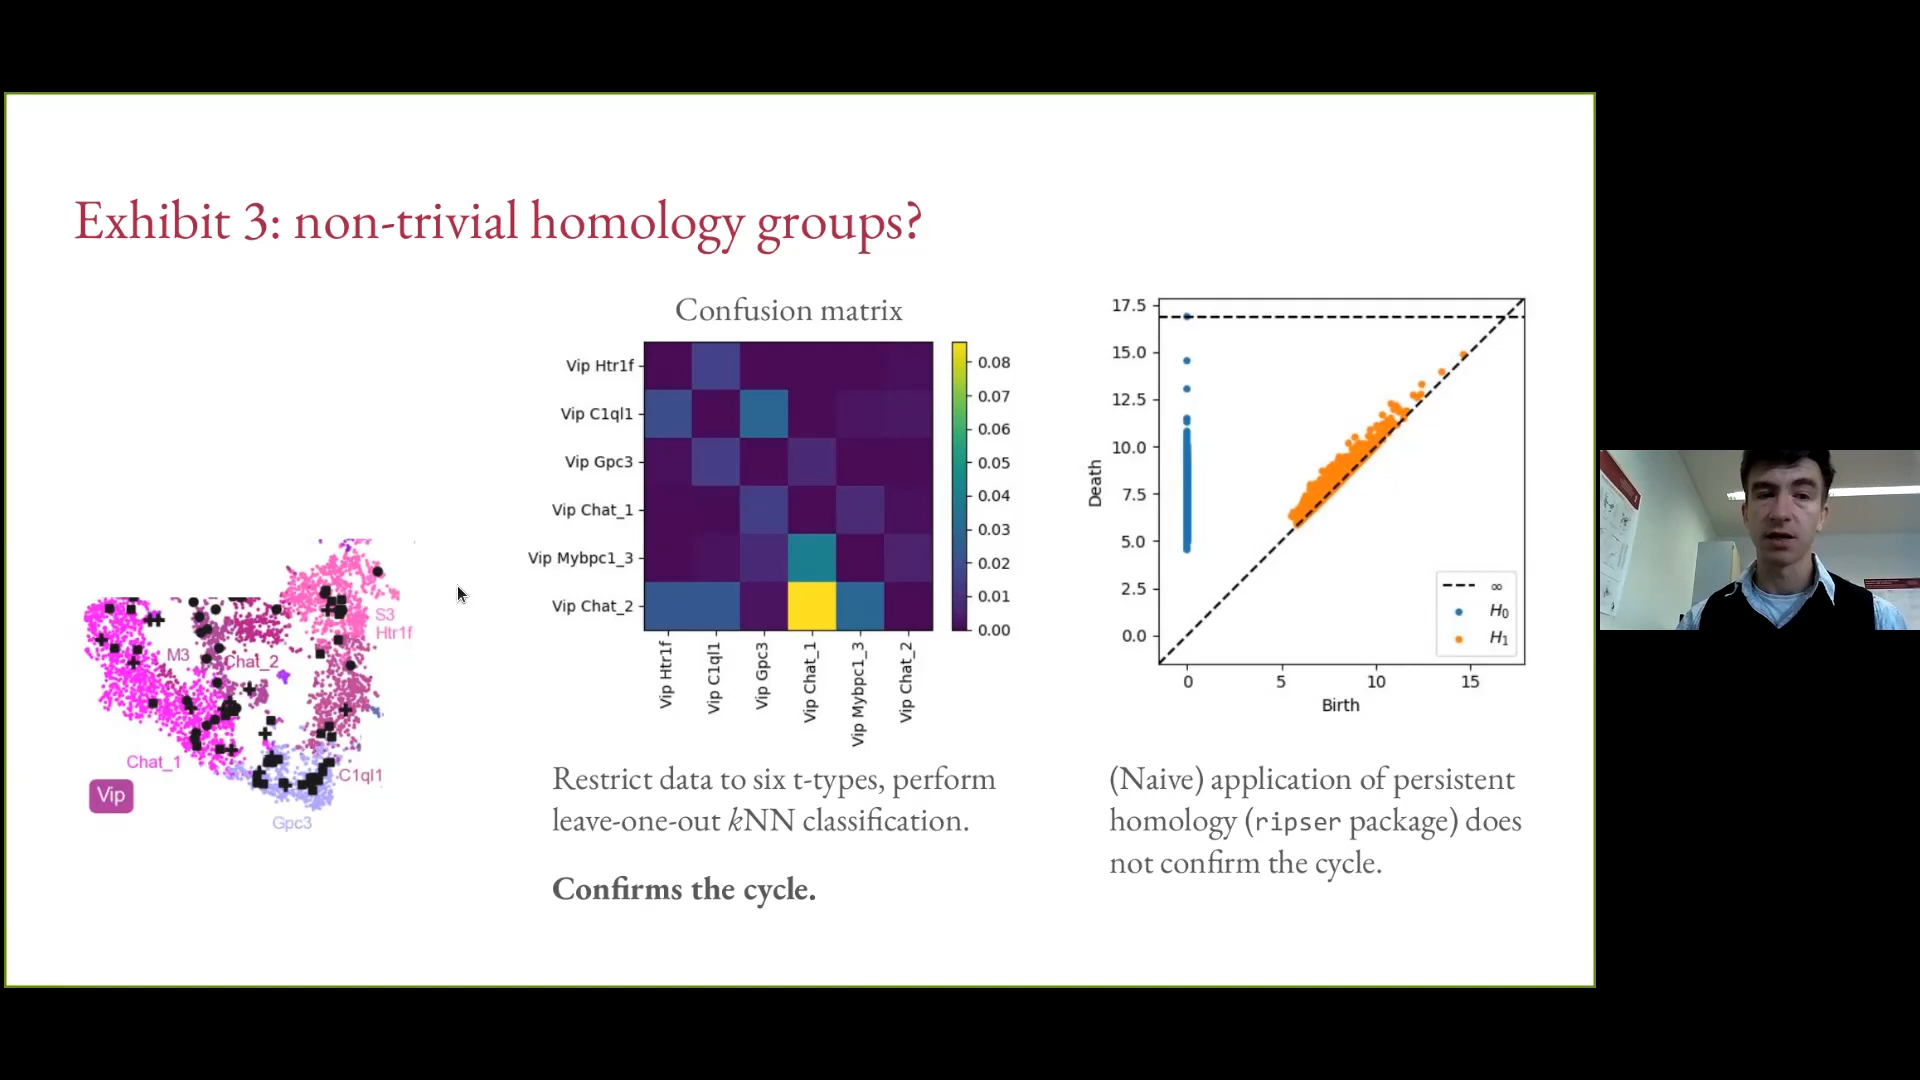 Exhibit 3: non-trivial homology groups?
S3
Htr1f
M3
Chat_2
Chat_1
C1ql1
Vip
Gpc3
Confusion matrix
Vip Htr1f
Vip C1ql1
Vip Gpc3
Vip Chat_1
Vip Mybpc1_3
Vip Chat_2
Vip Htr1f
Vip C1ql1
Vip Gpc3
Vip Chat_1
Vip Mybpc1_3
Vip Chat_2
0.08
0.07
0.06
0.05
0.04
0.03
0.02
0.01
0.00
Restrict data to six t-types, perform
leave-one-out kNN classification.
Confirms the cycle.
17.5
15.0
12.5
10.0
7.5
5.0
2.5
0.0
Death
0
5
10
15
Birth
∞
H0
H1
(Naive) application of persistent
homology (ripser package) does
not confirm the cycle.